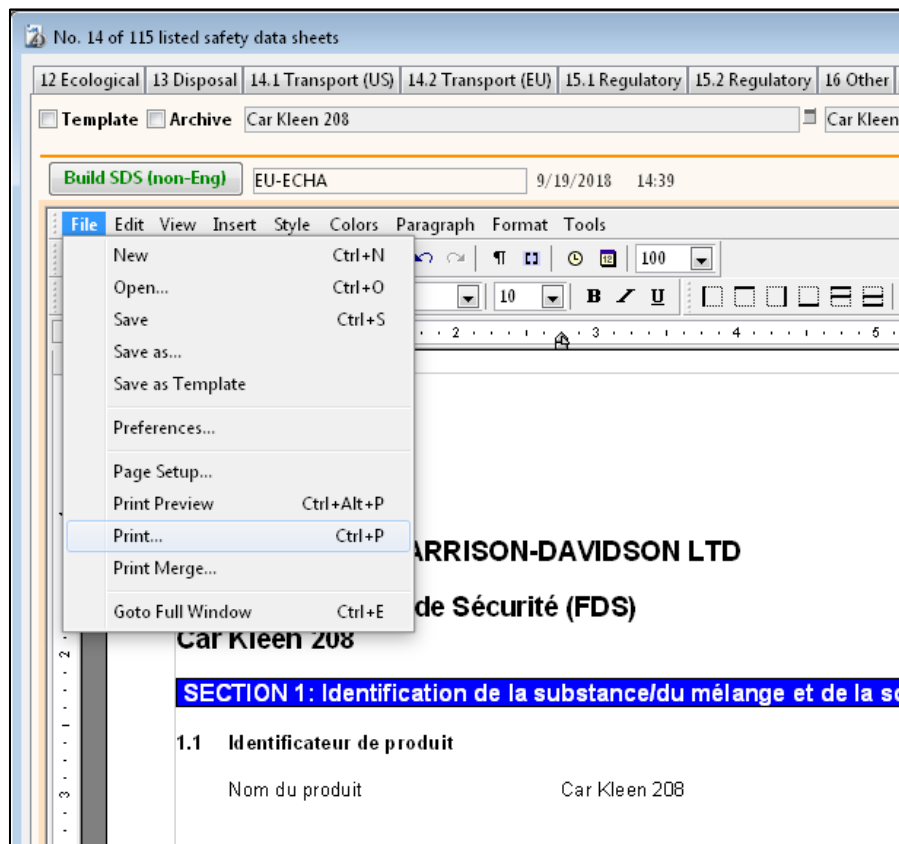 No. 14 of 115 listed safety data sheets
12 Ecological 13 Disposal 14.1 Transport (US) 14.2 Transport (EU) 15.1 Regulatory 15.2 Regulatory 16 Other
Template Archive Car Kleen 208 Car Kleen
Build SDS (non-Eng) EU-ECHA 9/19/2018 14:39
File Edit View Insert Style Colors Paragraph Format Tools
New Ctrl+N
100
Open... Ctrl+O
10 B I U
Save Ctrl+S
2 3 4 5
Save as...
Save as Template
Preferences...
Page Setup...
Print Preview Ctrl+Alt+P
Print... Ctrl+P
ARRISON-DAVIDSON LTD
Print Merge...
Goto Full Window Ctrl+E
de Sécurité (FDS)
Car Kleen 208
SECTION 1: Identification de la substance/du mélange et de la so
1.1 Identificateur de produit
Nom du produit Car Kleen 208